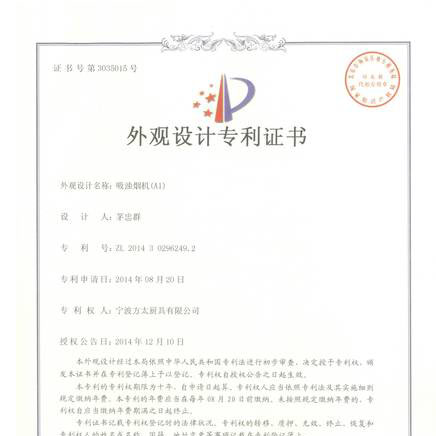 证书号第3035015号
外观设计专利证书
外观设计名称：吸油烟机(A1)
设计人：茅忠群
专利号：ZL 2014 3 0296249.2
专利申请日：2014年08月20日
专利权人：宁波方太厨具有限公司
授权公告日：2014年12月10日
本外观设计经过本局依照中华人民共和国专利法进行初步审查，决定授予专利权，颁
发本证书并在专利登记簿上予以登记。专利权自授权公告之日起生效。
本专利的专利权期限为十年，自申请日起算。专利权人应当依照专利法及其实施细则
规定缴纳年费。本专利的年费应当在每年08月20日前缴纳。未按照规定缴纳年费的，专
利权自应当缴纳年费期满之日起终止。
专利证书记载专利权登记时的法律状况。专利权的转移、质押、无效、终止、恢复和